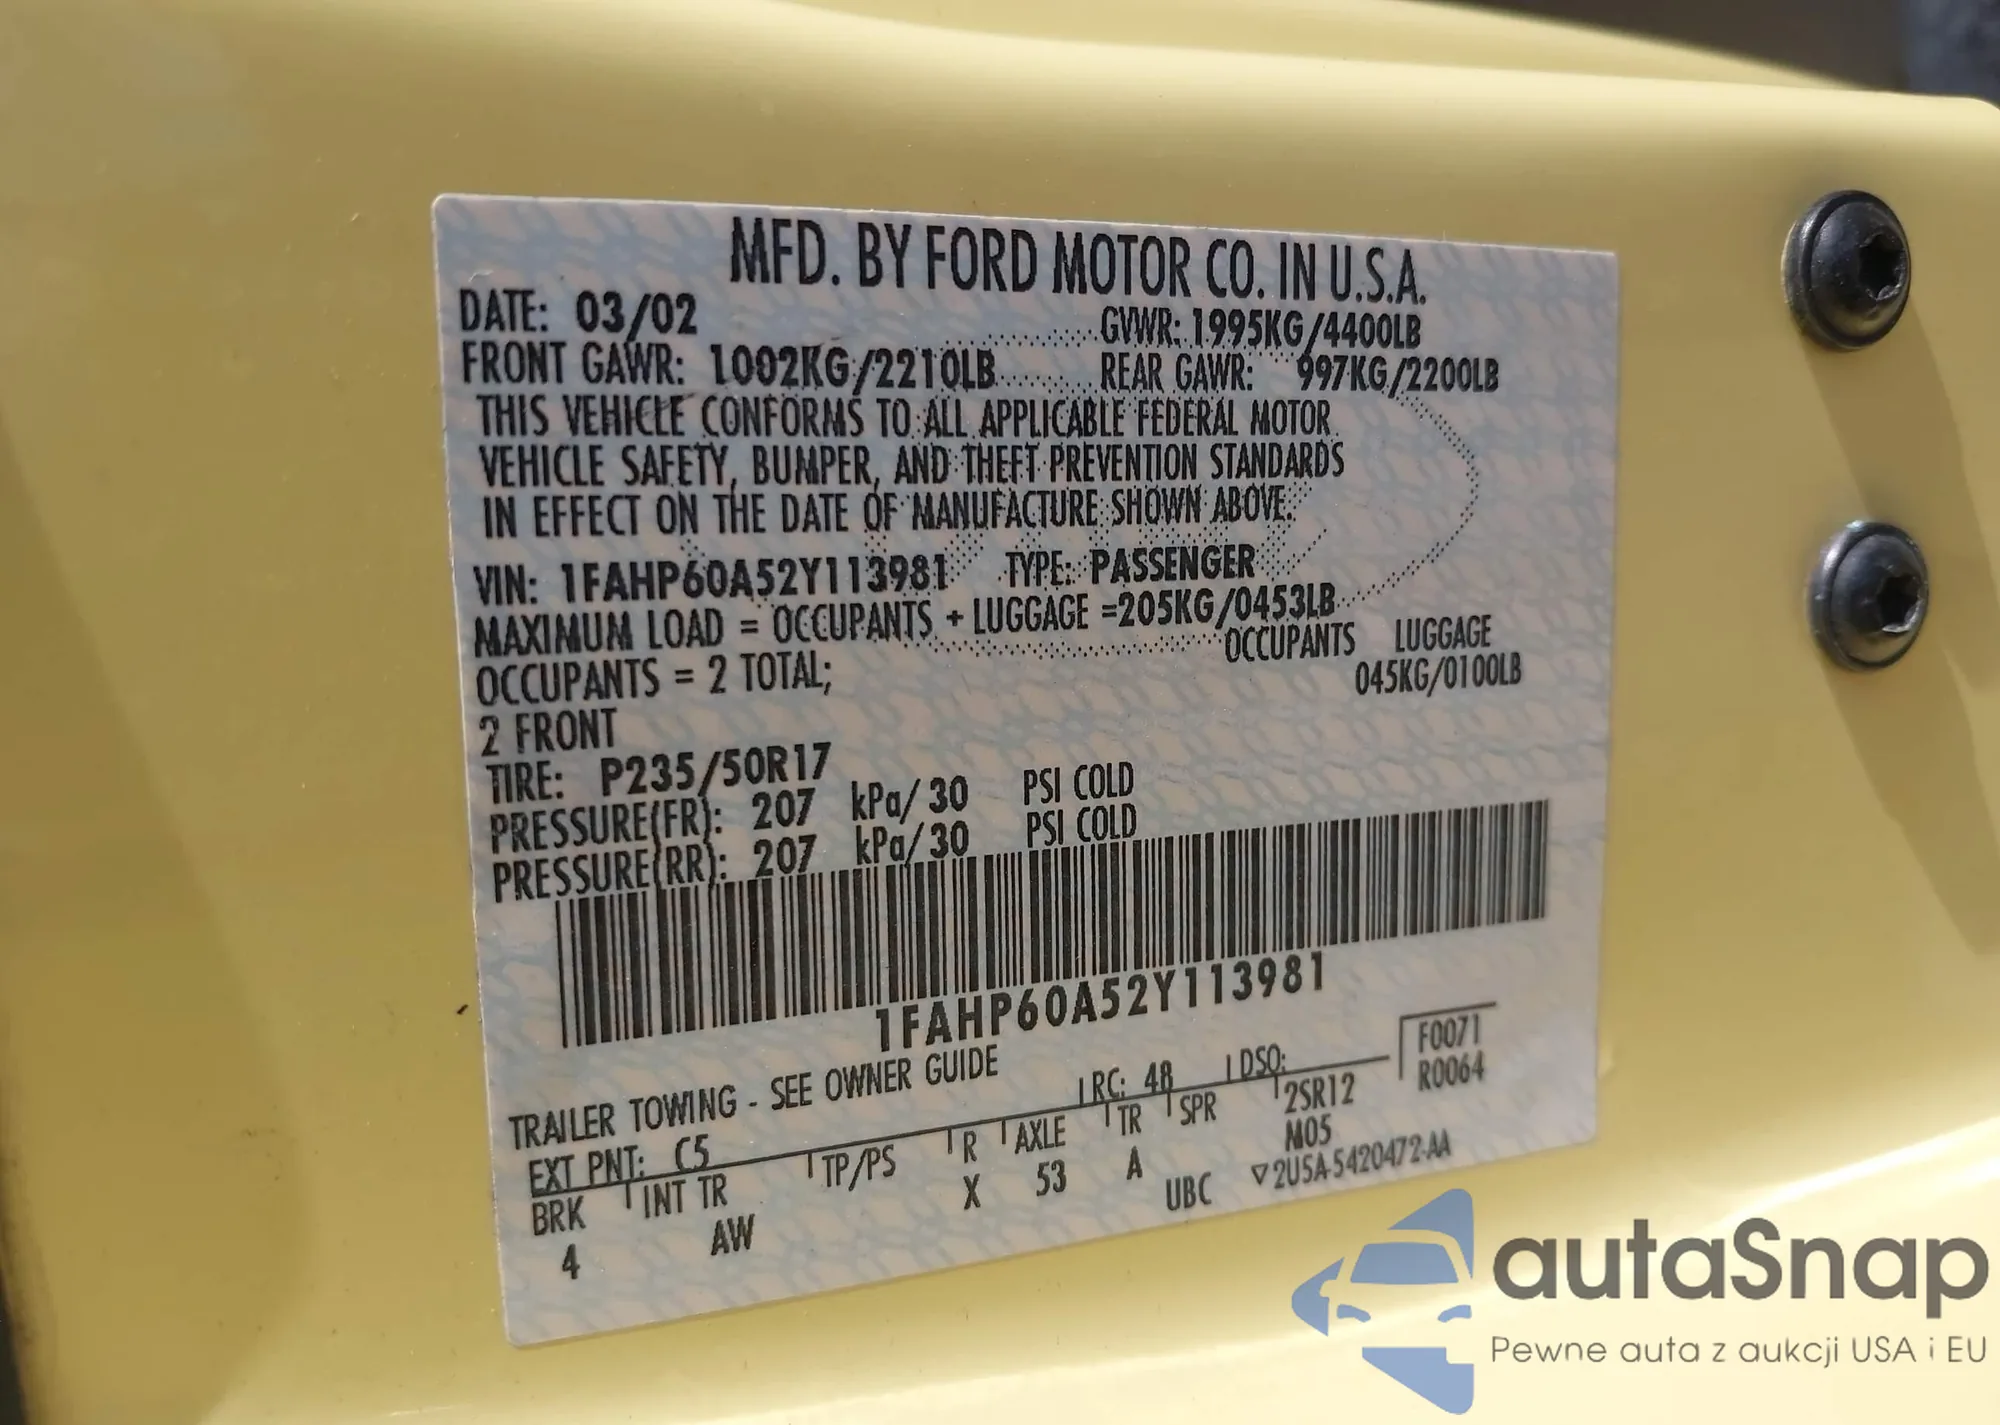 MFD. BY FORD MOTOR CO. IN U.S.A.
DATE: 03/02 GVWR: 1995KG/4400LB
FRONT GAWR: 1002KG/2210LB REAR GAWR: 997KG/2200LB
THIS VEHICLE CONFORMS TO ALL APPLICABLE FEDERAL MOTOR
VEHICLE SAFETY, BUMPER, AND THEFT PREVENTION STANDARDS
IN EFFECT ON THE DATE OF MANUFACTURE SHOWN ABOVE.
VIN: 1FAHP60A52Y113981 TYPE: PASSENGER
MAXIMUM LOAD = OCCUPANTS + LUGGAGE =205KG/0453LB
OCCUPANTS = 2 TOTAL; OCCUPANTS LUGGAGE
2 FRONT 045KG/0100LB
TIRE: P235/50R17
PRESSURE(FR): 207 kPa/ 30 PSI COLD
PRESSURE(RR): 207 kPa/ 30 PSI COLD
1FAHP60A52Y113981
TRAILER TOWING - SEE OWNER GUIDE
EXT PNT: C5 RC: 48 DSO: F0071
R0064
BRK INT TR TP/PS R AXLE TR SPR 2SR12
4 AW X 53 A UBC M05
▽2U5A-5420472-AA
autaSnap
Pewne auta z aukcji USA i EU